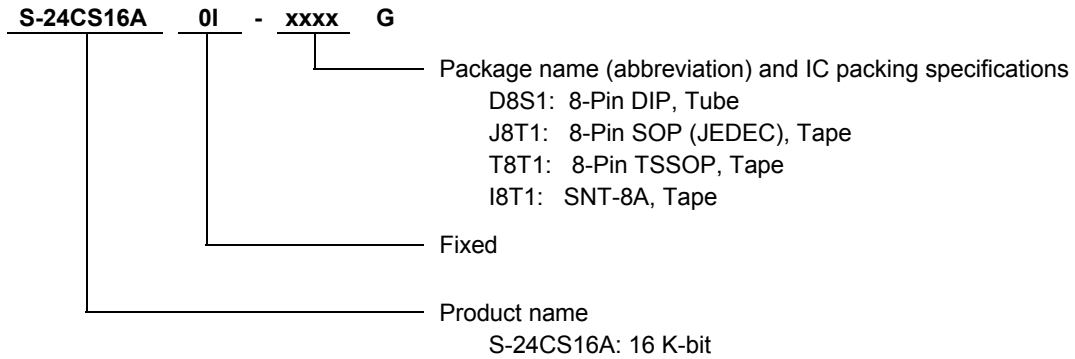 S-24CS16A 0I - xxxx G
Package name (abbreviation) and IC packing specifications
D8S1: 8-Pin DIP, Tube
J8T1: 8-Pin SOP (JEDEC), Tape
T8T1: 8-Pin TSSOP, Tape
I8T1: SNT-8A, Tape
Fixed
Product name
S-24CS16A: 16 K-bit